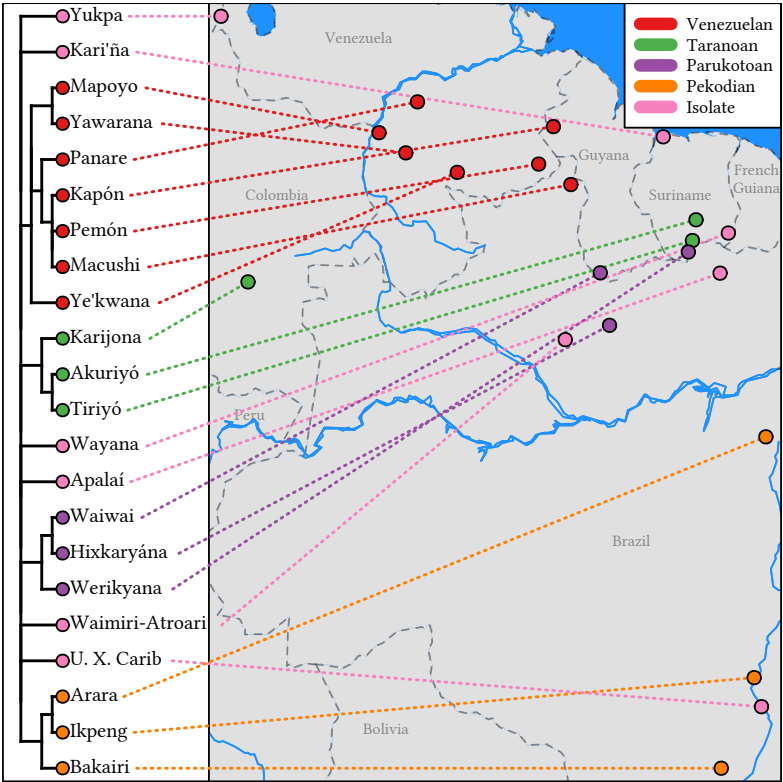 Yukpa
Kari'ña
Mapoyo
Yawarana
Panare
Kapón
Pemón
Macushi
Ye'kwana
Karijona
Akuriyó
Tiriyó
Wayana
Apalaí
Waiwai
Hixkaryána
Werikyana
Waimiri-Atroari
U. X. Carib
Arara
Ikpeng
Bakairi
Venezuela
Colombia
Guyana
Suriname
French
Guiana
Peru
Brazil
Bolivia
Venezuelan
Taranoan
Parukotoan
Pekodian
Isolate